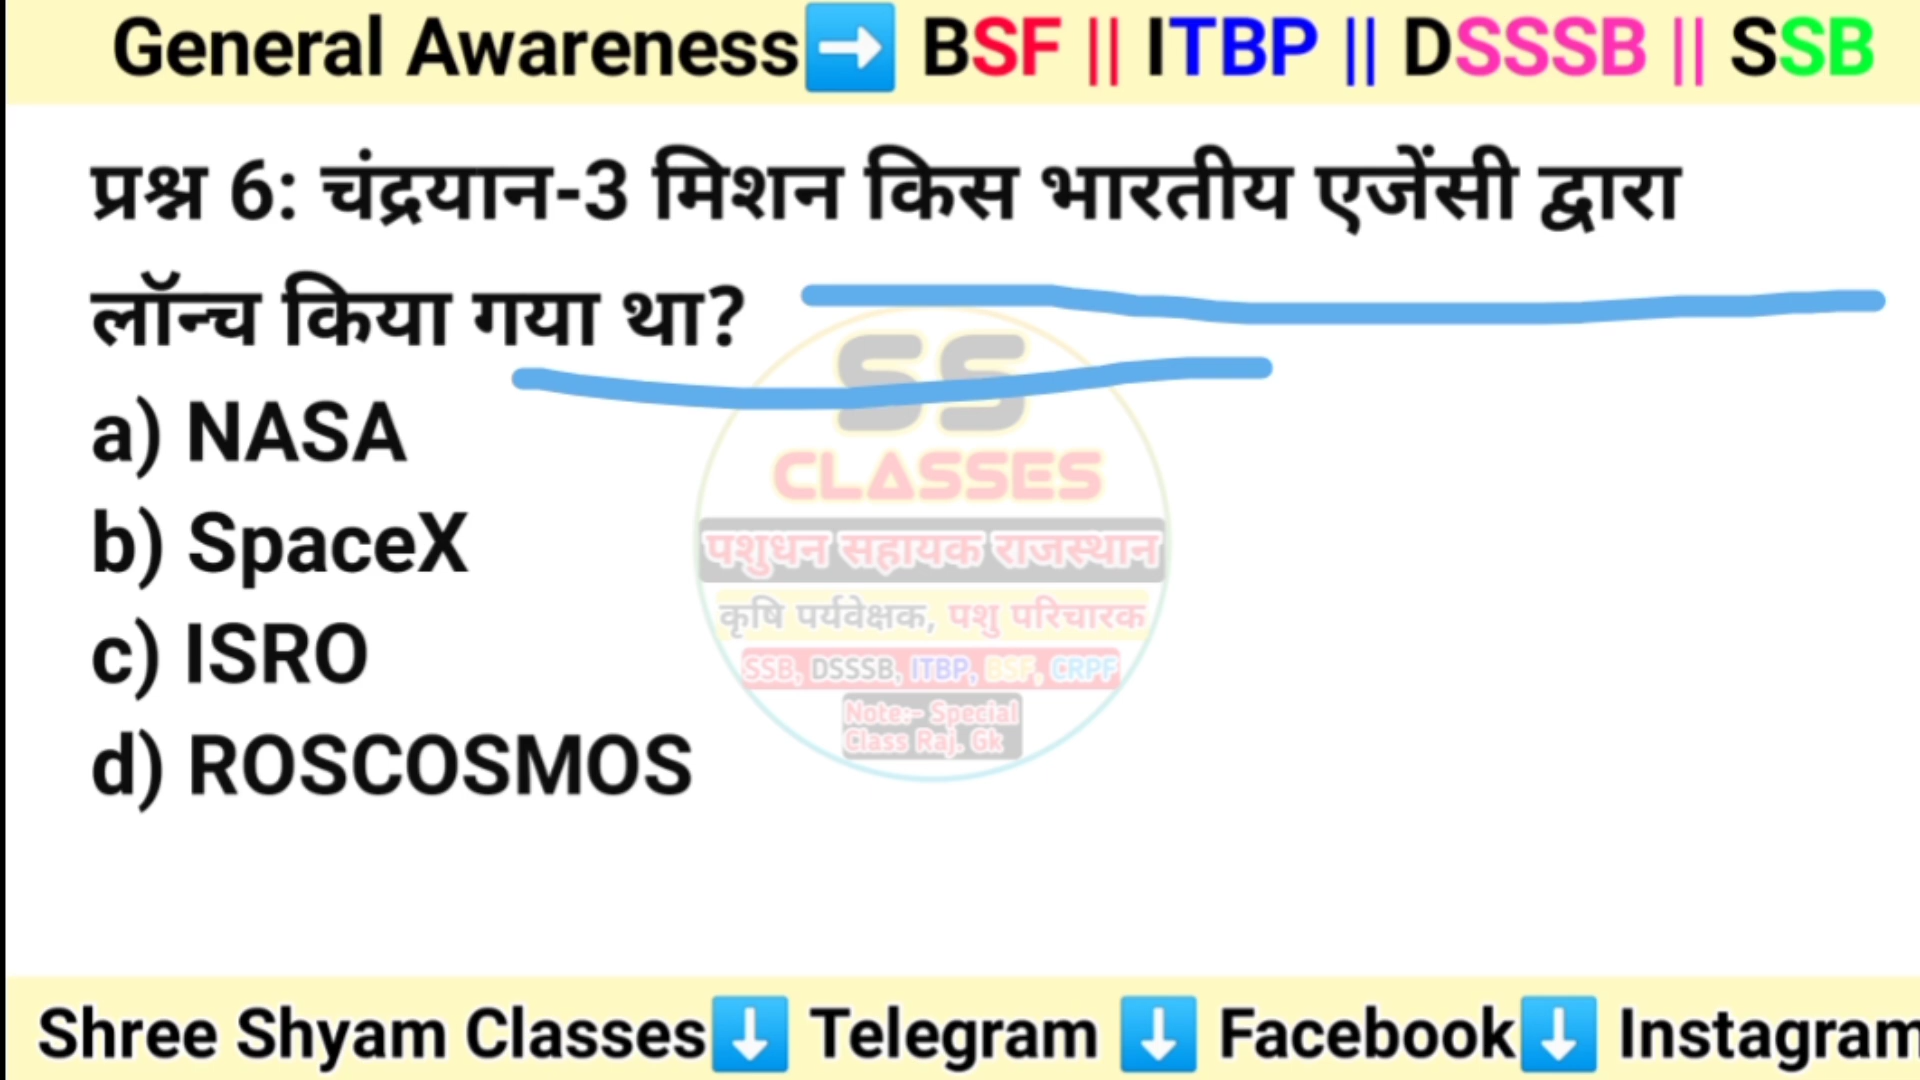 General Awareness➡️ BSF || ITBP || DSSSB || SSB
प्रश्न 6: चंद्रयान-3 मिशन किस भारतीय एजेंसी द्वारा
लॉन्च किया गया था?
a) NASA
b) SpaceX
c) ISRO
d) ROSCOSMOS
SS
CLASSES
पशुधन सहायक राजस्थान
कृषि पर्यवेक्षक, पशु परिचारक
SSB, DSSSB, ITBP, BSF, CRPF
Note:- Special
Class Raj. Gk
Shree Shyam Classes⬇️ Telegram ⬇️ Facebook⬇️ Instagram